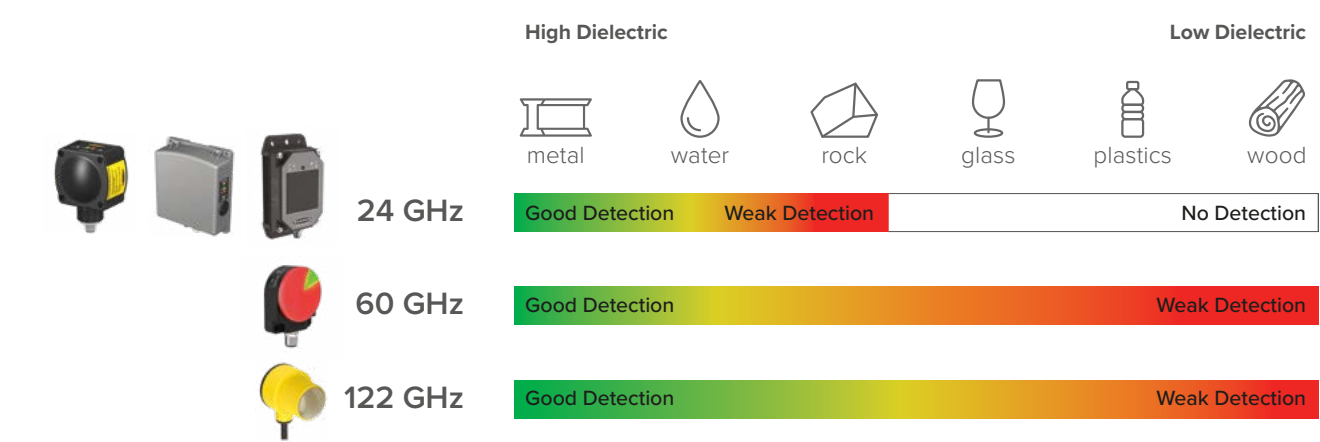 High Dielectric Low Dielectric
metal water rock glass plastics wood
24 GHz Good Detection Weak Detection No Detection
60 GHz Good Detection Weak Detection
122 GHz Good Detection Weak Detection